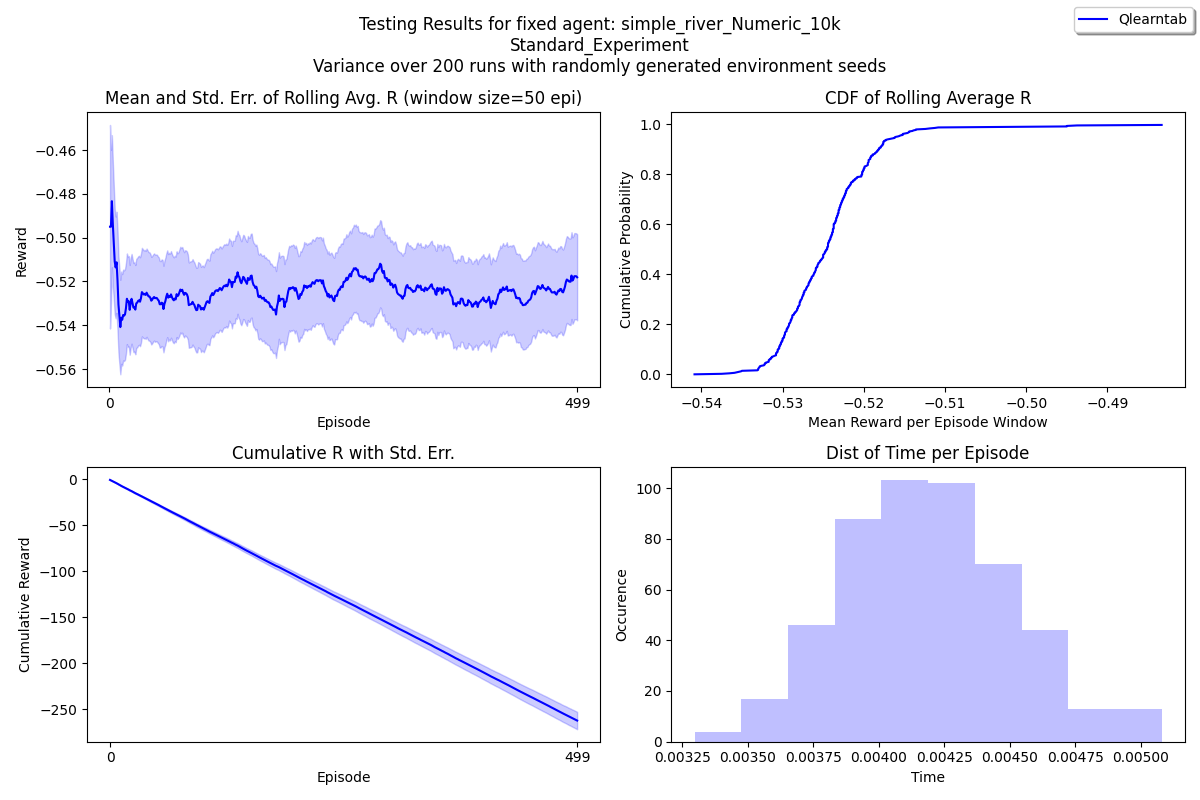 Testing Results for fixed agent: simple_river_Numeric_10k
Standard_Experiment
Variance over 200 runs with randomly generated environment seeds
Qlearntab
Mean and Std. Err. of Rolling Avg. R (window size=50 epi)
Reward
−0.46
−0.48
−0.50
−0.52
−0.54
−0.56
0
499
Episode
CDF of Rolling Average R
Cumulative Probability
1.0
0.8
0.6
0.4
0.2
0.0
−0.54
−0.53
−0.52
−0.51
−0.50
−0.49
Mean Reward per Episode Window
Cumulative R with Std. Err.
Cumulative Reward
0
−50
−100
−150
−200
−250
0
499
Episode
Dist of Time per Episode
Occurence
100
80
60
40
20
0
0.00325
0.00350
0.00375
0.00400
0.00425
0.00450
0.00475
0.00500
Time